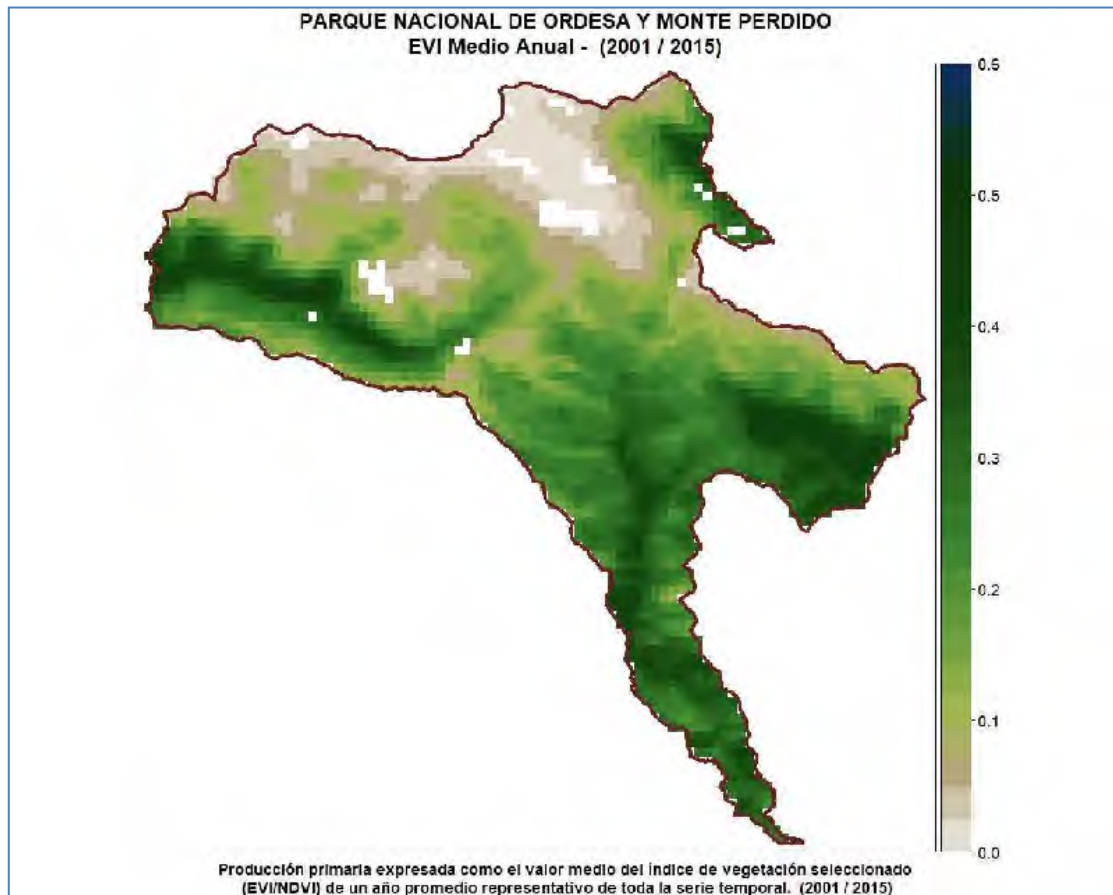 PARQUE NACIONAL DE ORDESA Y MONTE PERDIDO
EVI Medio Anual - (2001 / 2015)
0.6
0.5
0.4
0.3
0.2
0.1
0.0
Producción primaria expresada como el valor medio del índice de vegetación seleccionado
(EVI/NDVI) de un año promedio representativo de toda la serie temporal. (2001 / 2015)